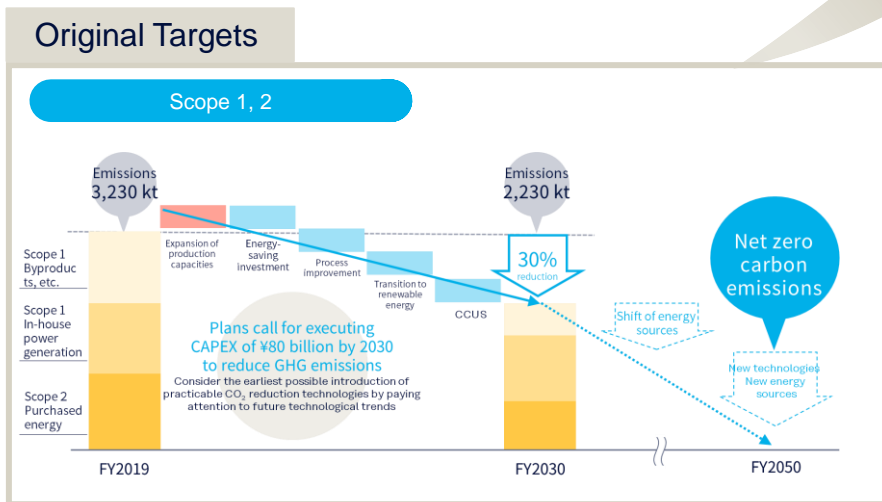 Original Targets
Scope 1, 2
Emissions
3,230 kt
Emissions
2,230 kt
Scope 1
Byproduc
ts, etc.
Scope 1
In-house
power
generation
Scope 2
Purchased
energy
Expansion of
production
capacities
Energy-
saving
investment
Process
improvement
Transition to
renewable
energy
CCUS
30%
reduction
Plans call for executing
CAPEX of ¥80 billion by 2030
to reduce GHG emissions
Consider the earliest possible introduction of
practicable CO₂ reduction technologies by paying
attention to future technological trends
Shift of energy
sources
Net zero
carbon
emissions
New technologies
New energy
sources
FY2019
FY2030
FY2050